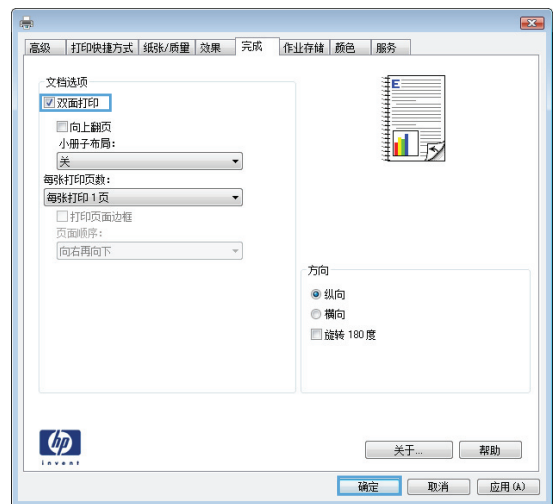 高级 打印快捷方式 纸张/质量 效果 完成 作业存储 颜色 服务
文档选项
双面打印
向上翻页
小册子布局:
关
每张打印页数:
每张打印 1 页
打印页面边框
页面顺序:
向右再向下
E
方向
纵向
横向
旋转 180 度
hp
invent
关于... 帮助
确定 取消 应用 (A)